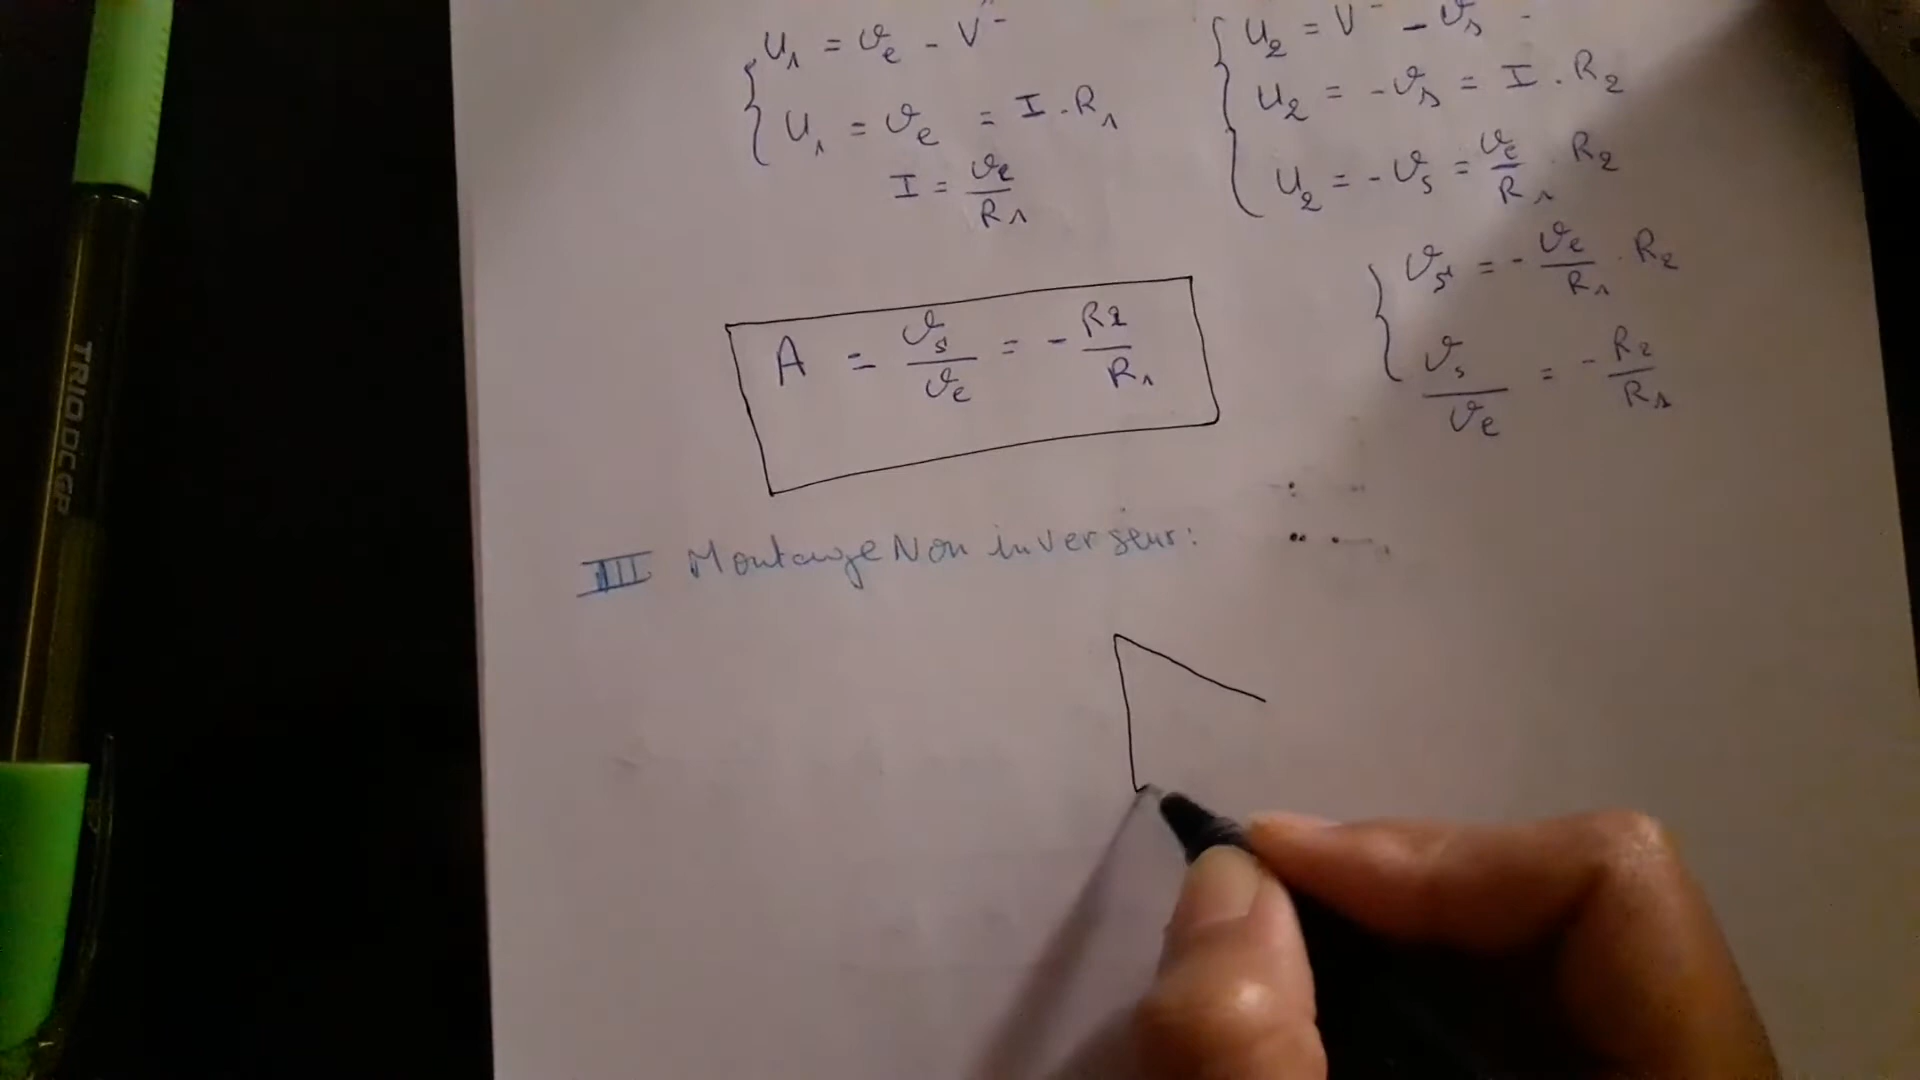 U₁ = ve - V⁻
U₁ = ve = I . R₁
I = ve/R₁
U₂ = V⁻ - vs
U₂ = -vs = I . R₂
U₂ = -vs = ve/R₁ . R₂
vs = - ve/R₁ . R₂
vs/ve = - R₂/R₁
A = vs/ve = - R₂/R₁
III Montange Non inverseur:
TRIO DCGP